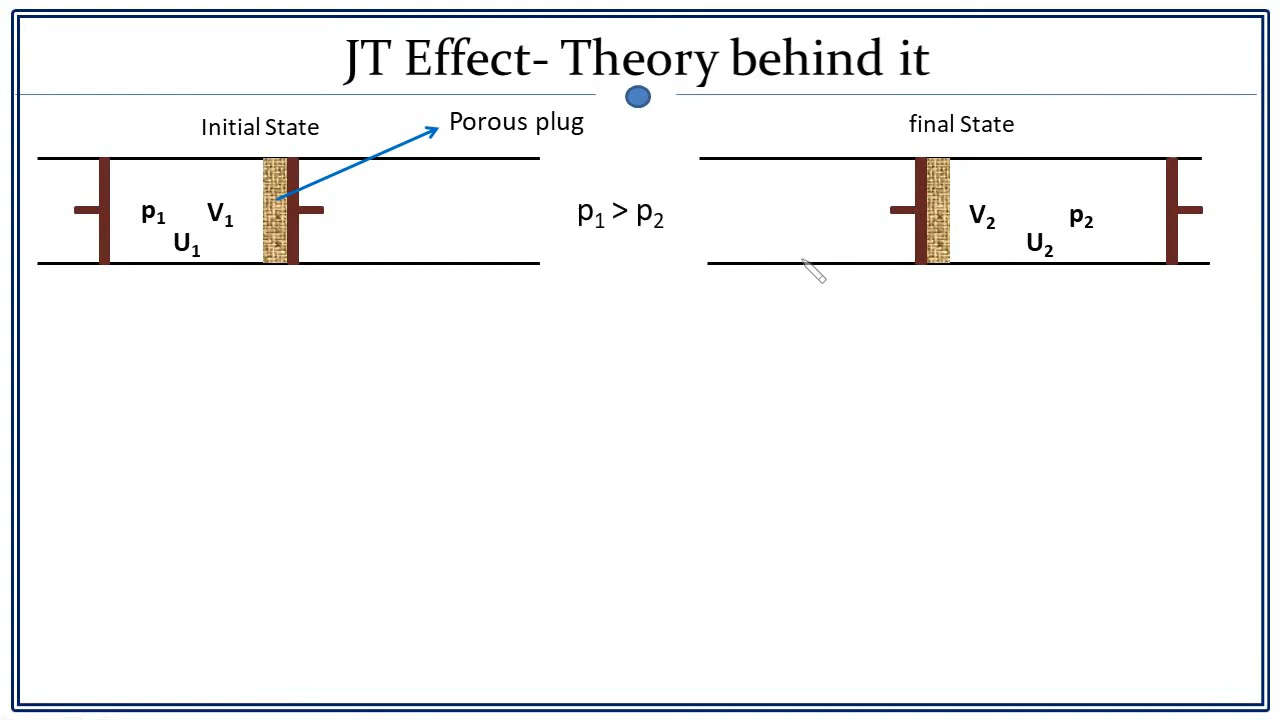 JT Effect- Theory behind it
Initial State
Porous plug
final State
p₁ V₁
U₁
p₁ > p₂
V₂ p₂
U₂